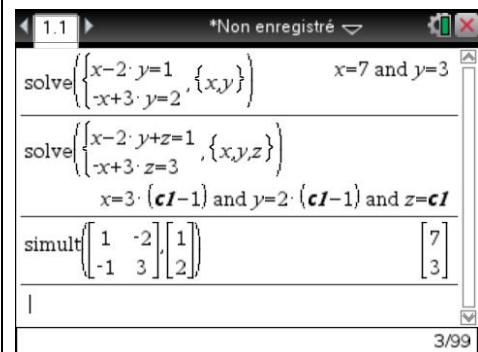 1.1 *Non enregistré
solve({x−2·y=1
−x+3·y=2 ,{x,y}) x=7 and y=3
solve({x−2·y+z=1
−x+3·z=3 ,{x,y,z})
x=3·(c1−1) and y=2·(c1−1) and z=c1
simult([1 -2
-1 3],[1
2]) [7
3]
3/99